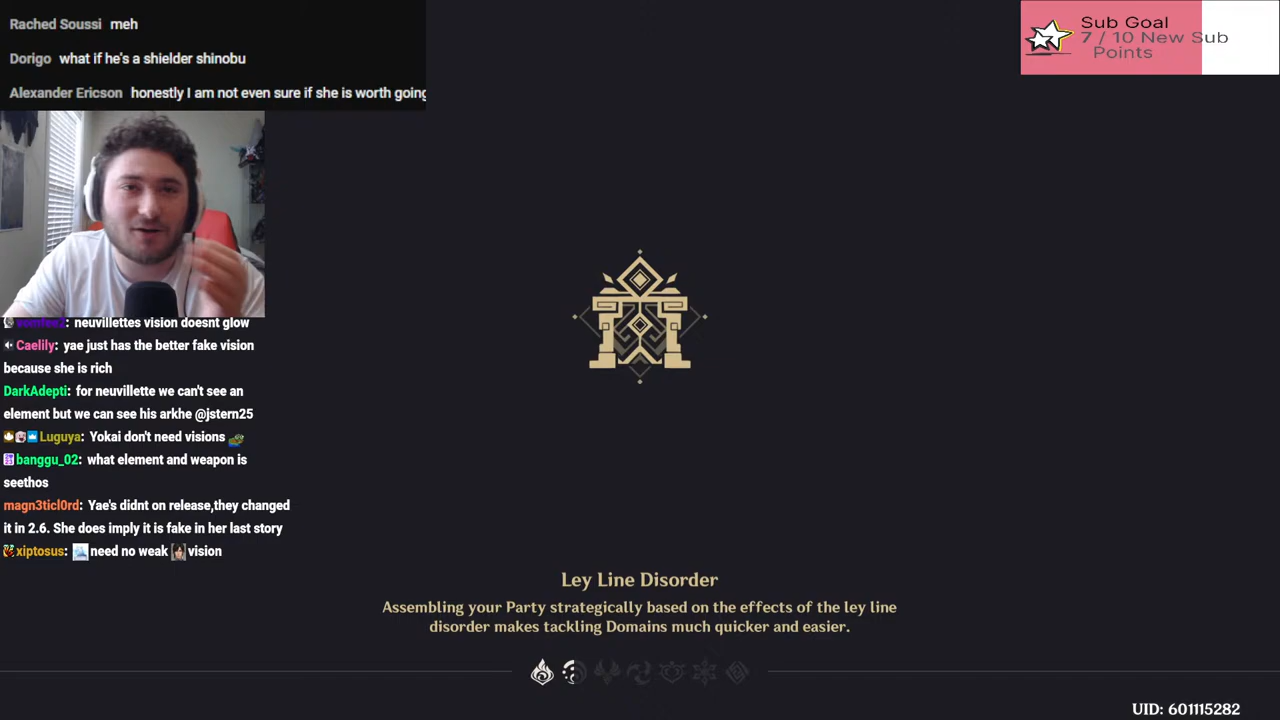 Rached Soussi meh
Dorigo what if he's a shielder shinobu
Alexander Ericson honestly I am not even sure if she is worth going
Sub Goal
7 / 10 New Sub
Points
neuvillettes vision doesnt glow
Caelily: yae just has the better fake vision
because she is rich
DarkAdepti: for neuvillette we can't see an
element but we can see his arkhe @jstern25
Luguya: Yokai don't need visions
banggu_02: what element and weapon is
seethos
magn3ticl0rd: Yae's didnt on release,they changed
it in 2.6. She does imply it is fake in her last story
xiptosus: need no weak vision
Ley Line Disorder
Assembling your Party strategically based on the effects of the ley line
disorder makes tackling Domains much quicker and easier.
UID: 601115282